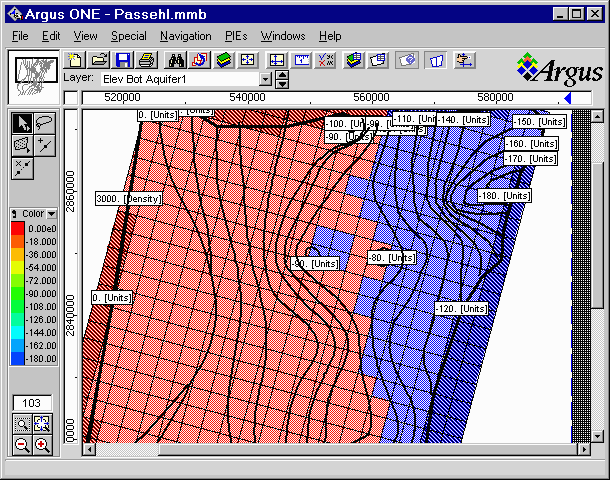 Argus ONE - Passehl.mmb
File Edit View Special Navigation PIEs Windows Help
Layer: Elev Bot Aquifer1
Argus
520000 540000 560000 580000
0. [Units]
-100. [Un
-90. [Units]
-110. [Uni
-140. [Units]
-150. [Units]
-160. [Units]
-170. [Units]
-180. [Units]
3000. [Density]
-90. [Units]
-80. [Units]
0. [Units]
-120. [Units]
2860000
2840000
0000
Color
0.00e0
-18.000
-36.000
-54.000
-72.000
-90.000
-108.00
-126.00
-144.00
-162.00
-180.00
103